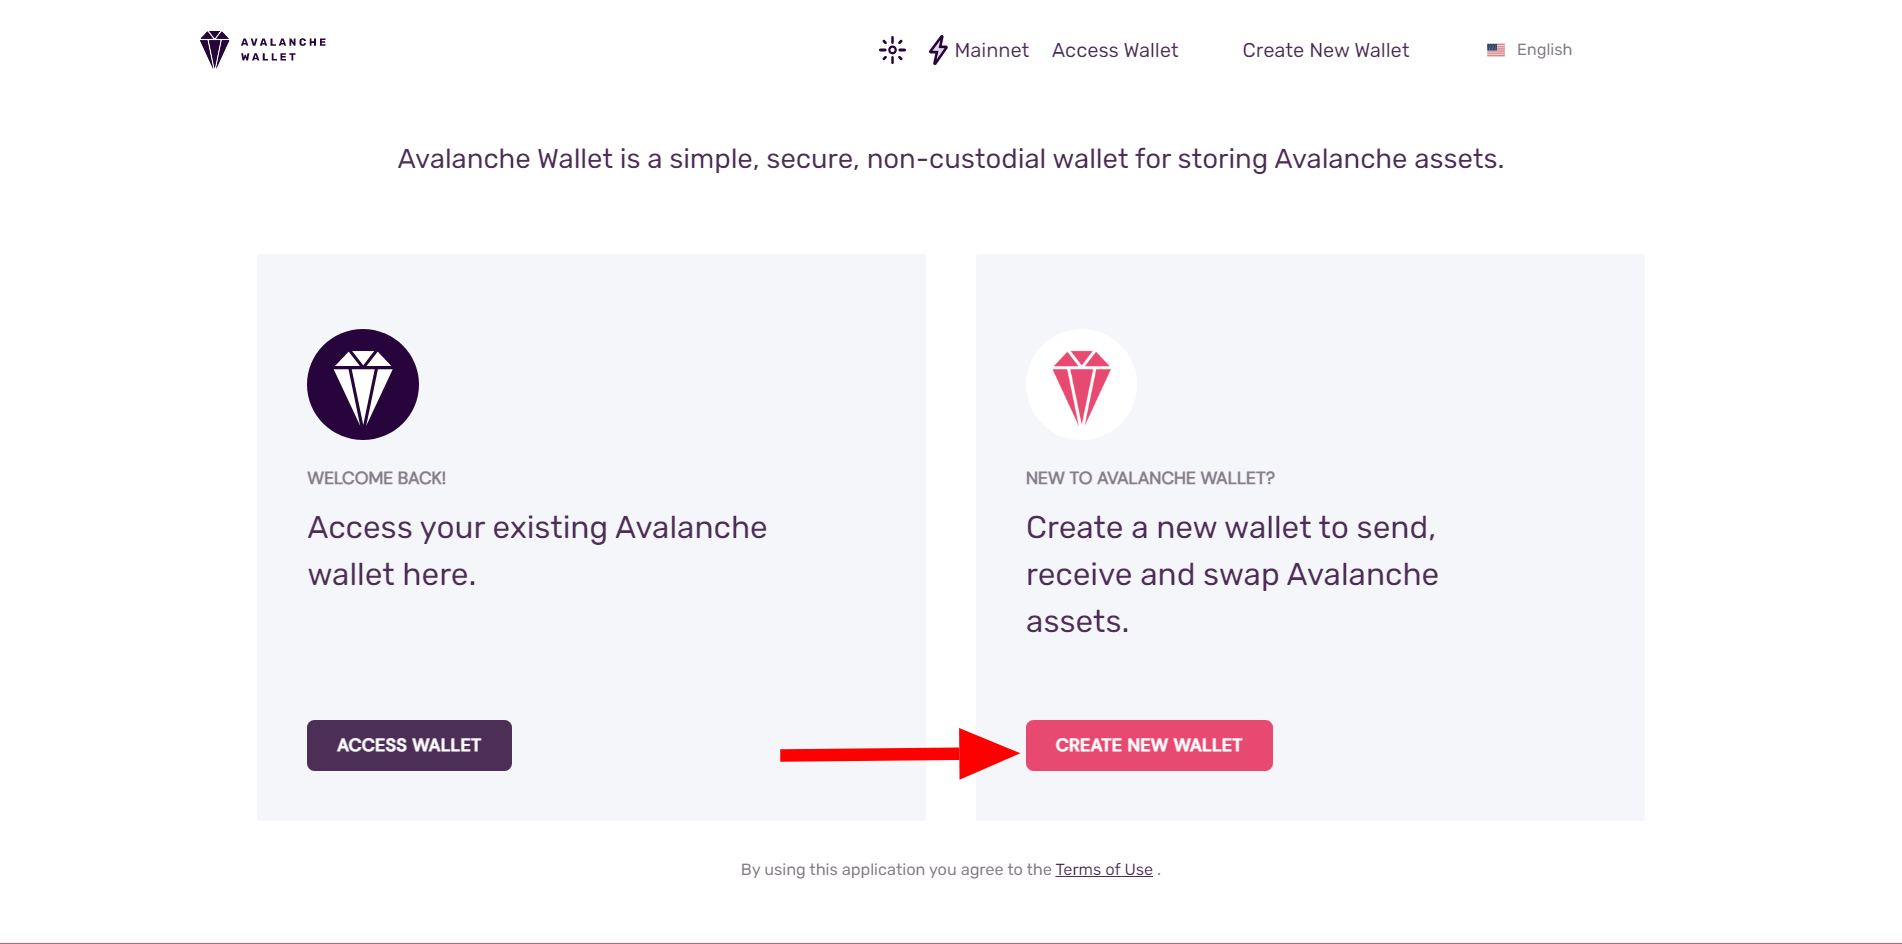 AVALANCHE
WALLET
Mainnet
Access Wallet
Create New Wallet
English
Avalanche Wallet is a simple, secure, non-custodial wallet for storing Avalanche assets.
WELCOME BACK!
Access your existing Avalanche
wallet here.
ACCESS WALLET
NEW TO AVALANCHE WALLET?
Create a new wallet to send,
receive and swap Avalanche
assets.
CREATE NEW WALLET
By using this application you agree to the Terms of Use .